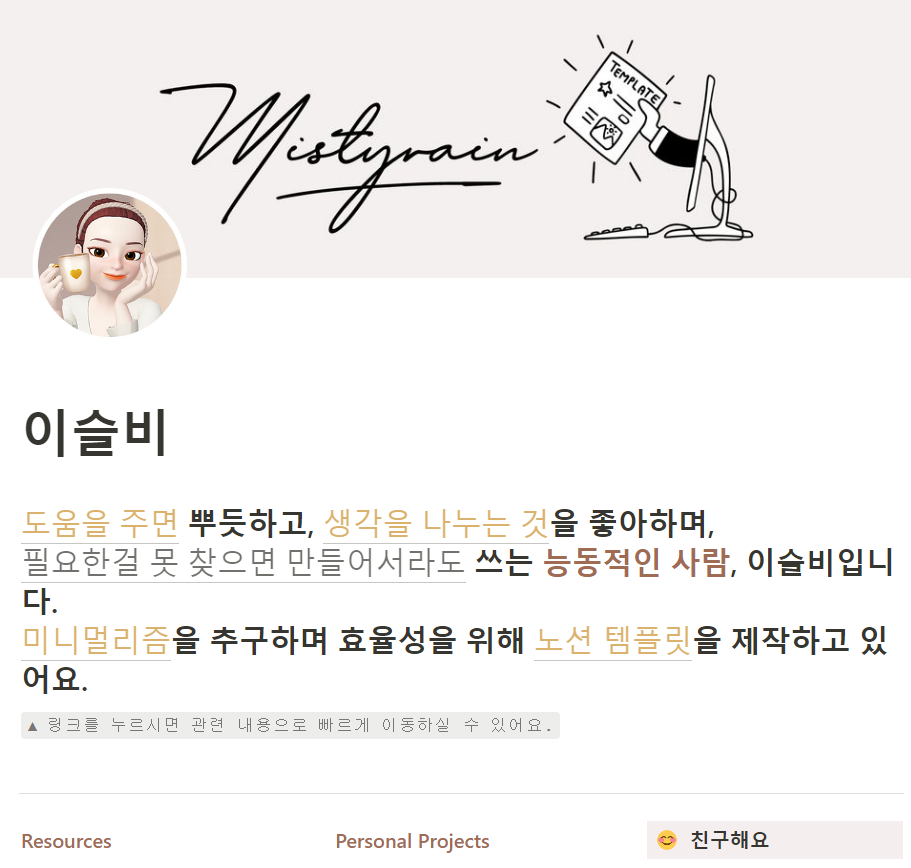 Mistyrain
TEMPLATE
이슬비
도움을 주면 뿌듯하고, 생각을 나누는 것을 좋아하며,
필요한걸 못 찾으면 만들어서라도 쓰는 능동적인 사람, 이슬비입니
다.
미니멀리즘을 추구하며 효율성을 위해 노션 템플릿을 제작하고 있
어요.
▲ 링크를 누르시면 관련 내용으로 빠르게 이동하실 수 있어요.
Resources
Personal Projects
😊 친구해요